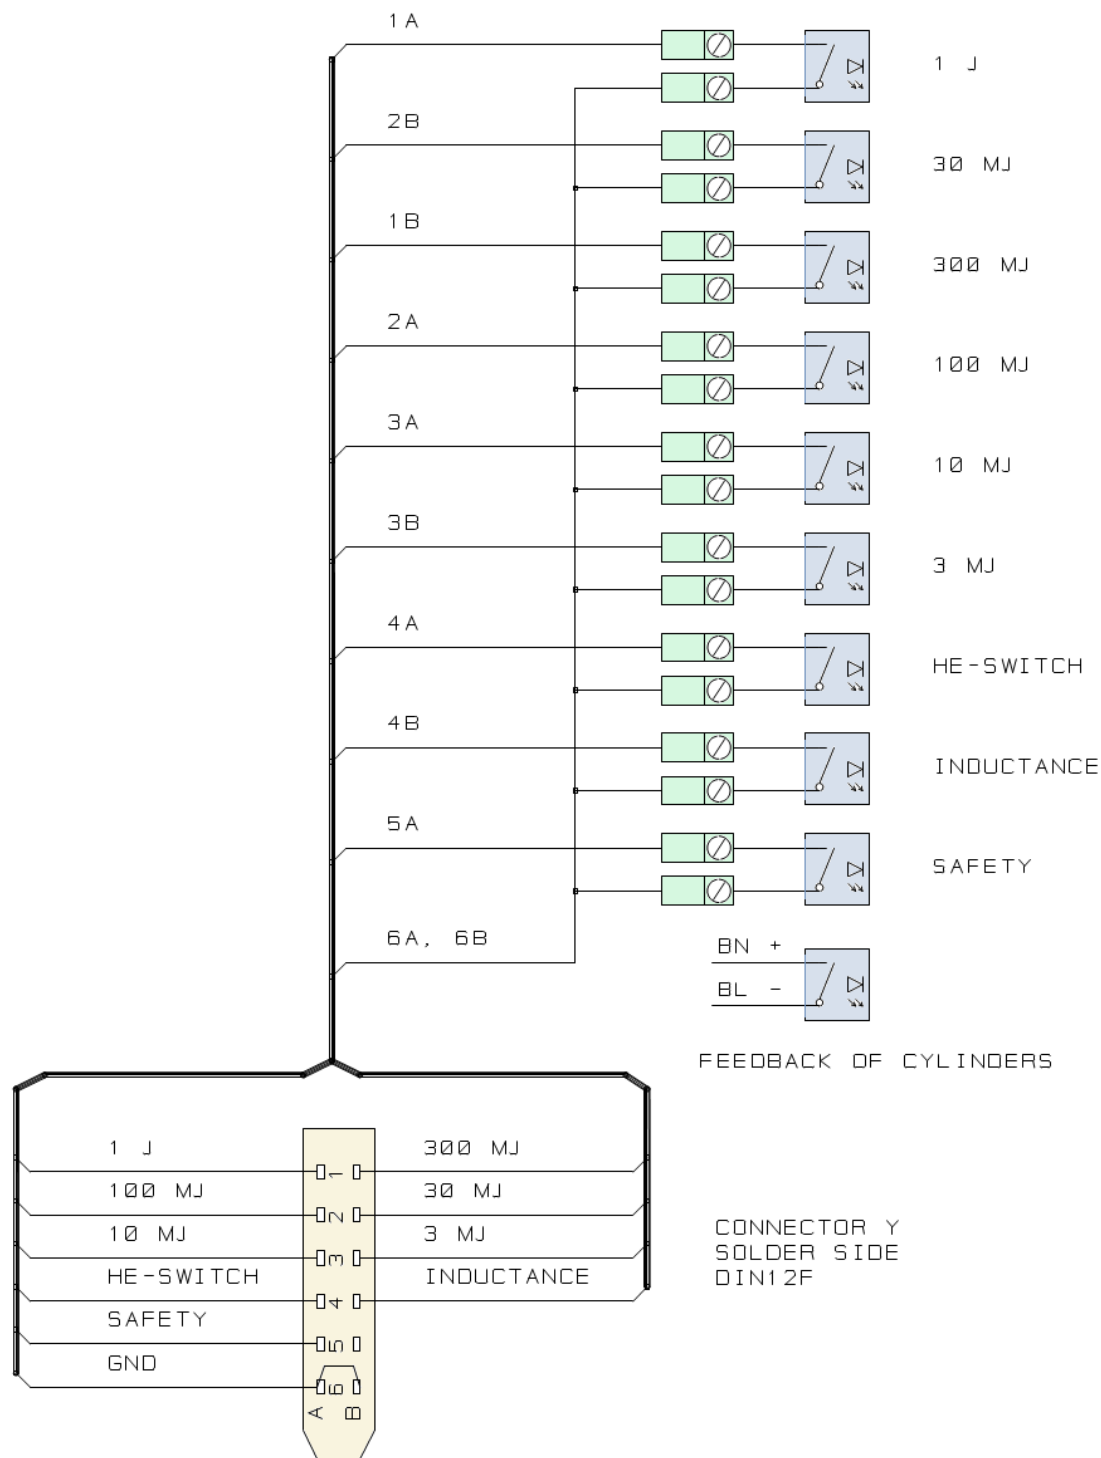 1A
1 J
2B
30 MJ
1B
300 MJ
2A
100 MJ
3A
10 MJ
3B
3 MJ
4A
HE-SWITCH
4B
INDUCTANCE
5A
SAFETY
6A, 6B
BN +
BL -
FEEDBACK OF CYLINDERS
1 J
300 MJ
1
100 MJ
30 MJ
2
10 MJ
3 MJ
3
HE-SWITCH
INDUCTANCE
4
SAFETY
5
GND
6
A
B
CONNECTOR Y
SOLDER SIDE
DIN12F